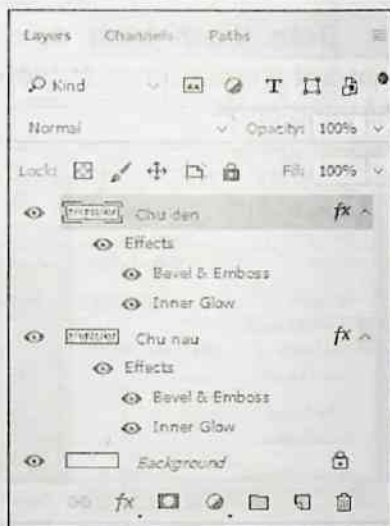 Layers Channels Paths
Kind T
Normal Opacity: 100%
Lock: Fill: 100%
Chu den fx
Effects
Bevel & Emboss
Inner Glow
Chu nau fx
Effects
Bevel & Emboss
Inner Glow
Background
fx